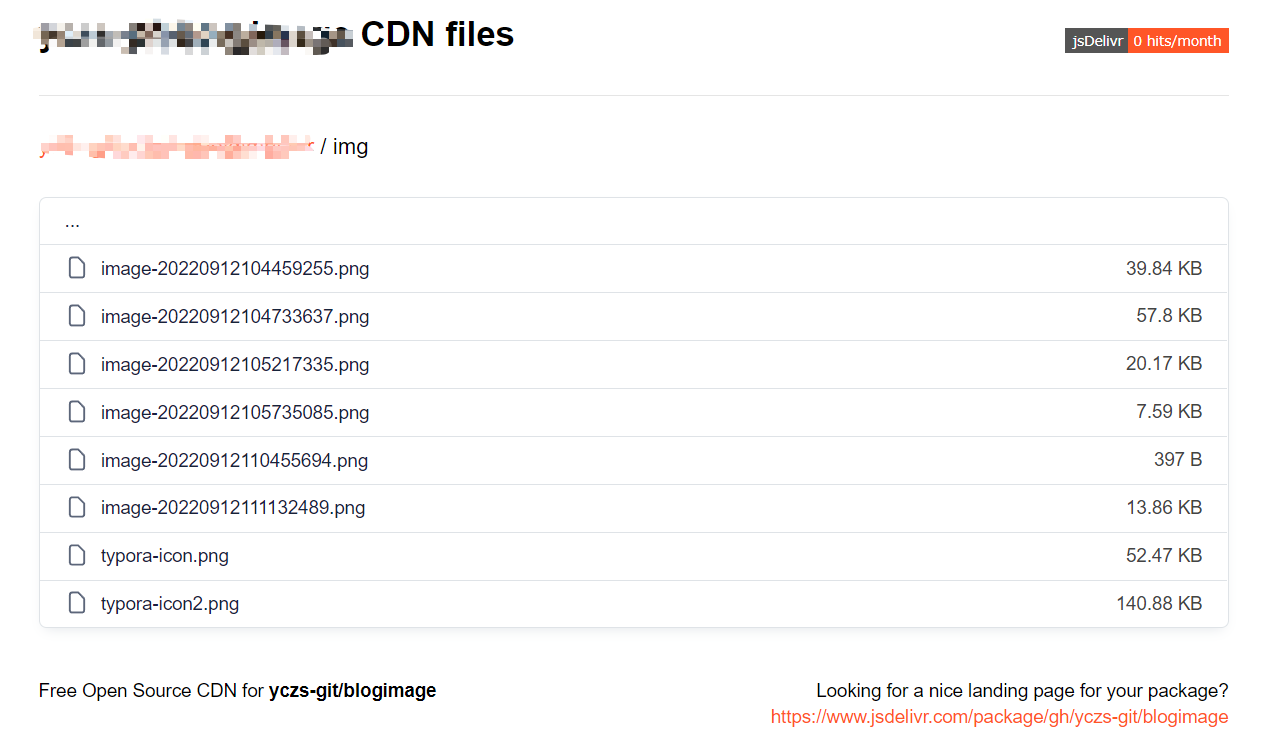 CDN files
jsDelivr 0 hits/month
/ img
...
image-20220912104459255.png 39.84 KB
image-20220912104733637.png 57.8 KB
image-20220912105217335.png 20.17 KB
image-20220912105735085.png 7.59 KB
image-20220912110455694.png 397 B
image-20220912111132489.png 13.86 KB
typora-icon.png 52.47 KB
typora-icon2.png 140.88 KB
Free Open Source CDN for yczs-git/blogimage
Looking for a nice landing page for your package?
https://www.jsdelivr.com/package/gh/yczs-git/blogimage